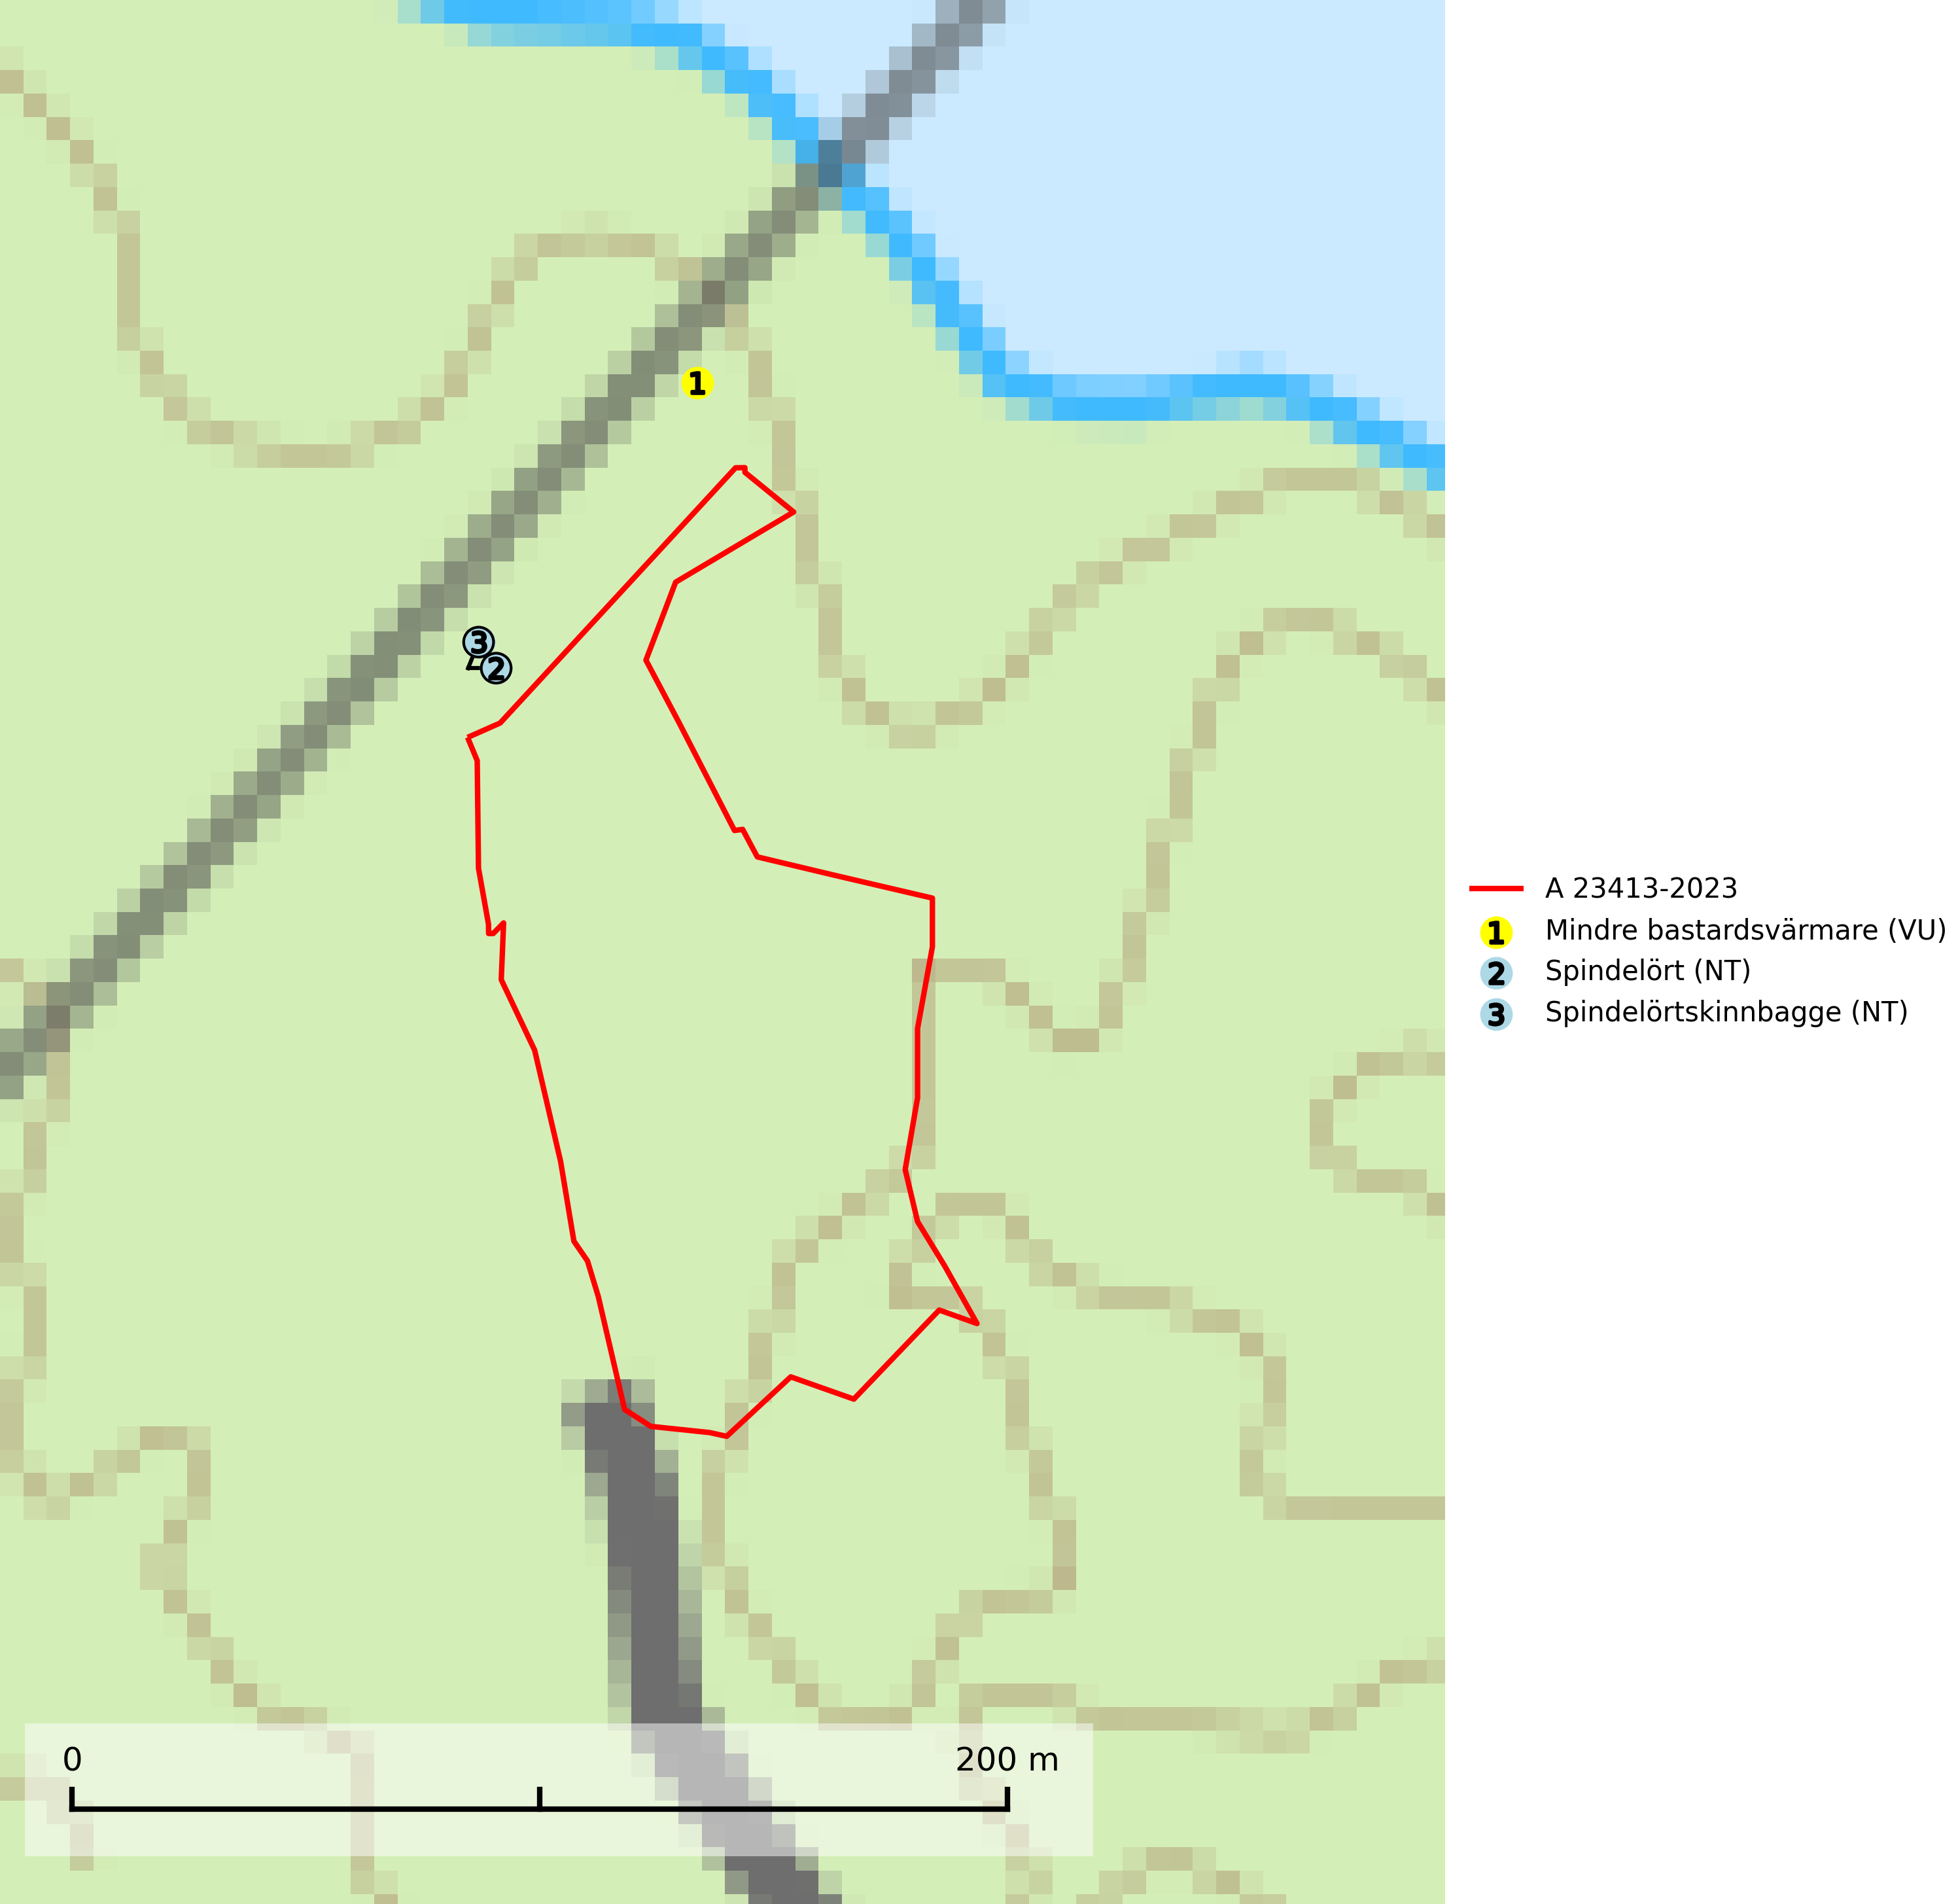 1
3
2
A 23413-2023
1 Mindre bastardsvärmare (VU)
2 Spindelört (NT)
3 Spindelörtskinnbagge (NT)
0 200 m